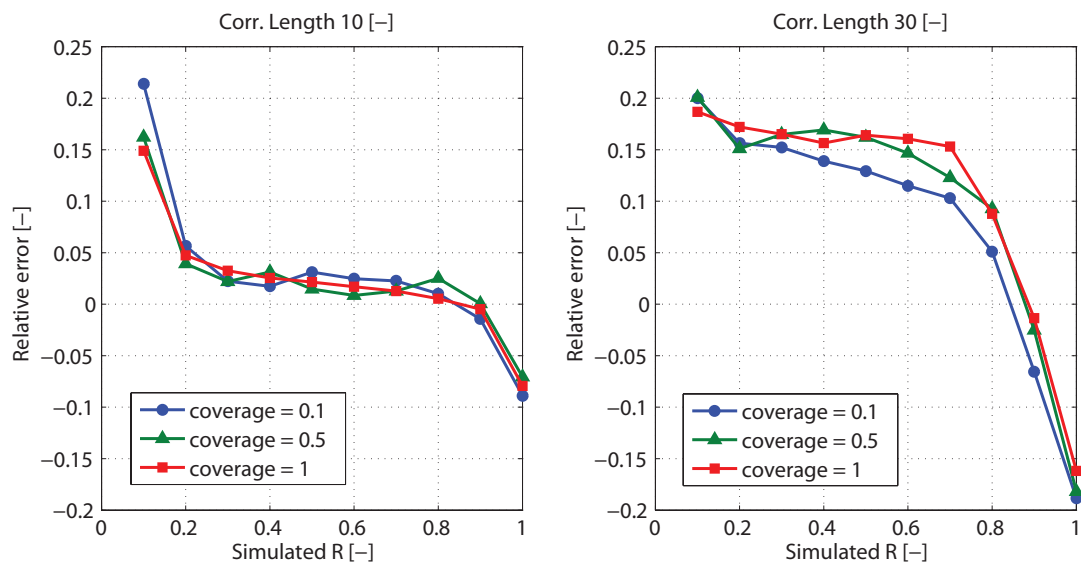 Corr. Length 10 [−]
0.25
0.2
0.15
0.1
0.05
0
−0.05
−0.1
−0.15
−0.2
Relative error [−]
coverage = 0.1
coverage = 0.5
coverage = 1
0 0.2 0.4 0.6 0.8 1
Simulated R [−]
Corr. Length 30 [−]
0.25
0.2
0.15
0.1
0.05
0
−0.05
−0.1
−0.15
−0.2
Relative error [−]
coverage = 0.1
coverage = 0.5
coverage = 1
0 0.2 0.4 0.6 0.8 1
Simulated R [−]